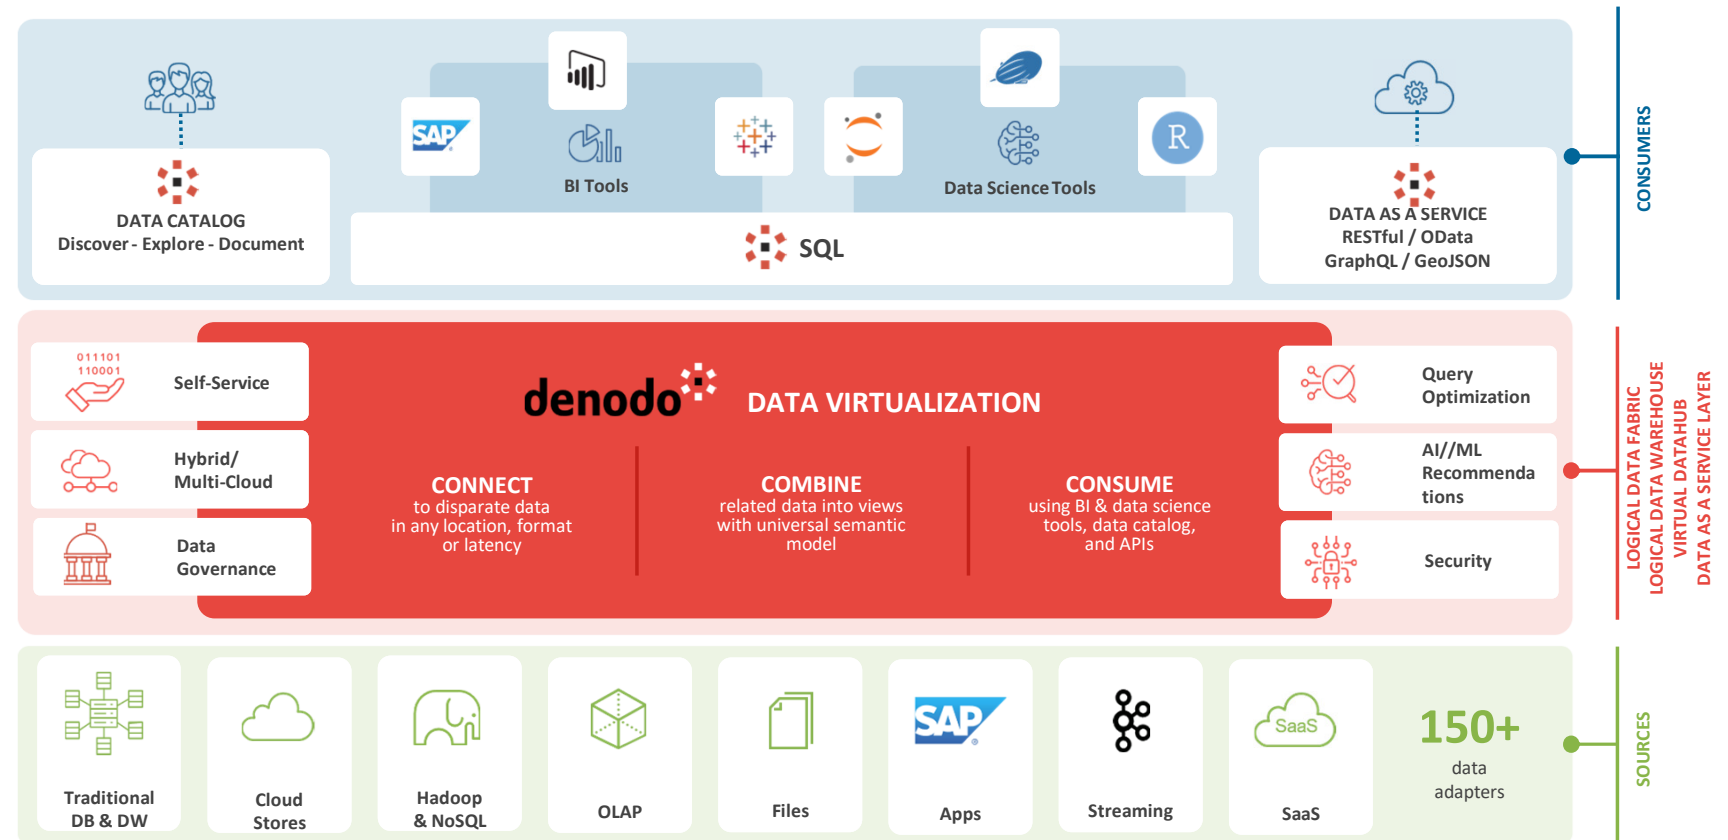 SAP
BI Tools
Data Science Tools
R
DATA CATALOG
Discover - Explore - Document
SQL
DATA AS A SERVICE
RESTful / OData
GraphQL / GeoJSON
CONSUMERS
011101
110001
Self-Service
Hybrid/
Multi-Cloud
Data
Governance
denodo
DATA VIRTUALIZATION
CONNECT
to disparate data
in any location, format
or latency
COMBINE
related data into views
with universal semantic
model
CONSUME
using BI & data science
tools, data catalog,
and APIs
Query
Optimization
AI//ML
Recommenda
tions
Security
LOGICAL DATA FABRIC
LOGICAL DATA WAREHOUSE
VIRTUAL DATAHUB
DATA AS A SERVICE LAYER
Traditional
DB & DW
Cloud
Stores
Hadoop
& NoSQL
OLAP
Files
SAP
®
Apps
Streaming
SaaS
SaaS
150+
data
adapters
SOURCES